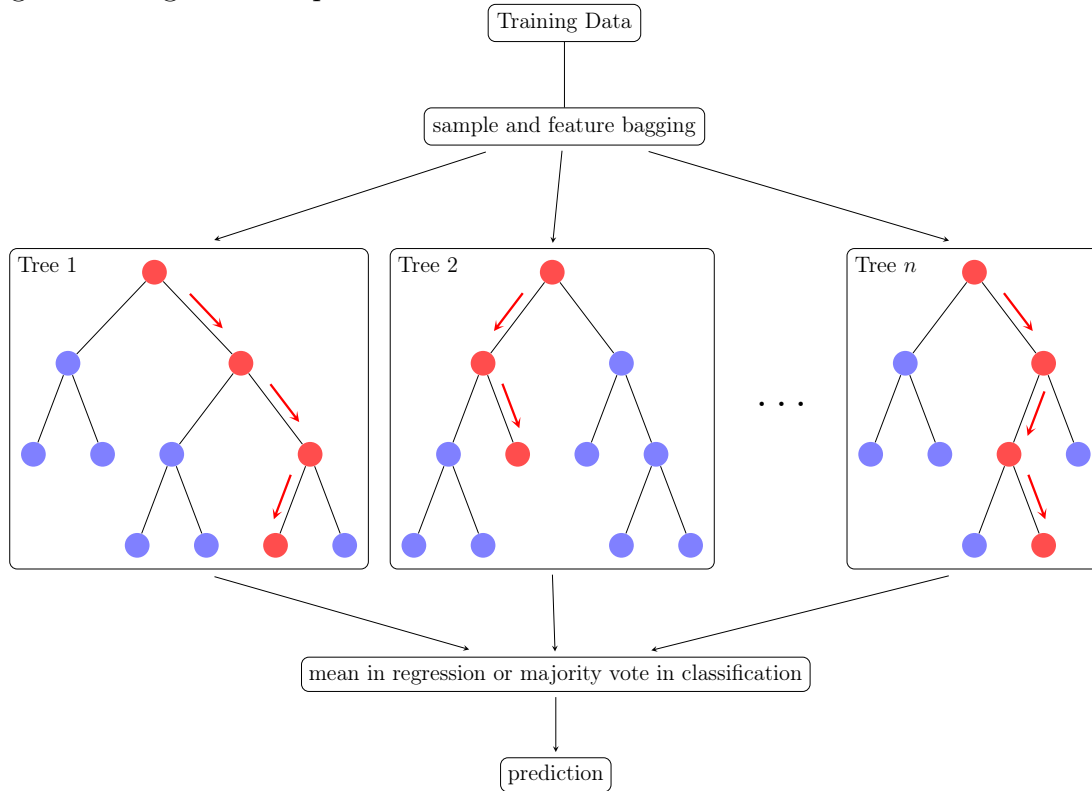 Training Data
sample and feature bagging
Tree 1
Tree 2
Tree n
. . .
mean in regression or majority vote in classification
prediction